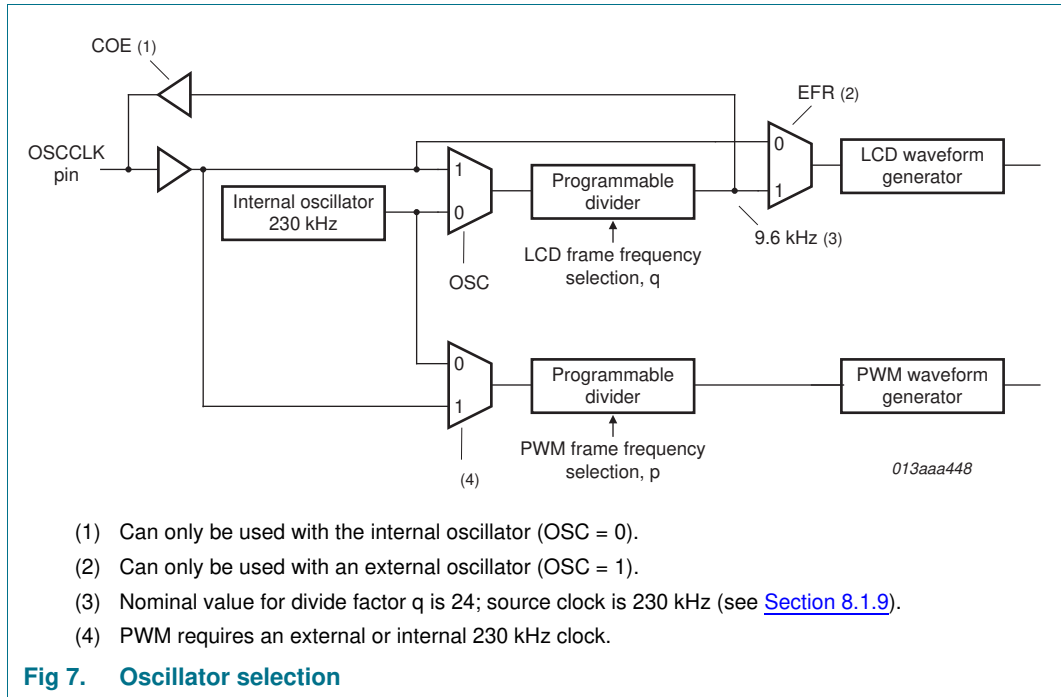 COE (1)
EFR (2)
OSCCLK
pin
0
1
LCD waveform
generator
1
0
Programmable
divider
Internal oscillator
230 kHz
9.6 kHz (3)
LCD frame frequency
selection, q
OSC
0
1
Programmable
divider
PWM waveform
generator
PWM frame frequency
selection, p
(4)
013aaa448
(1) Can only be used with the internal oscillator (OSC = 0).
(2) Can only be used with an external oscillator (OSC = 1).
(3) Nominal value for divide factor q is 24; source clock is 230 kHz (see Section 8.1.9).
(4) PWM requires an external or internal 230 kHz clock.
Fig 7. Oscillator selection